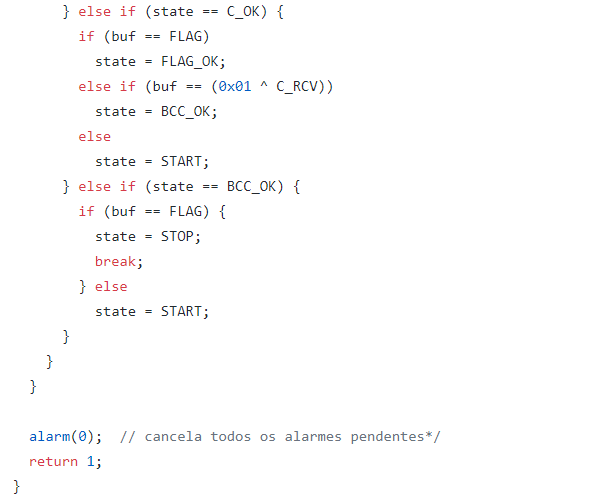 } else if (state == C_OK) {
if (buf == FLAG)
state = FLAG_OK;
else if (buf == (0x01 ^ C_RCV))
state = BCC_OK;
else
state = START;
} else if (state == BCC_OK) {
if (buf == FLAG) {
state = STOP;
break;
} else
state = START;
}
}
}
alarm(0);  // cancela todos os alarmes pendentes*/
return 1;
}